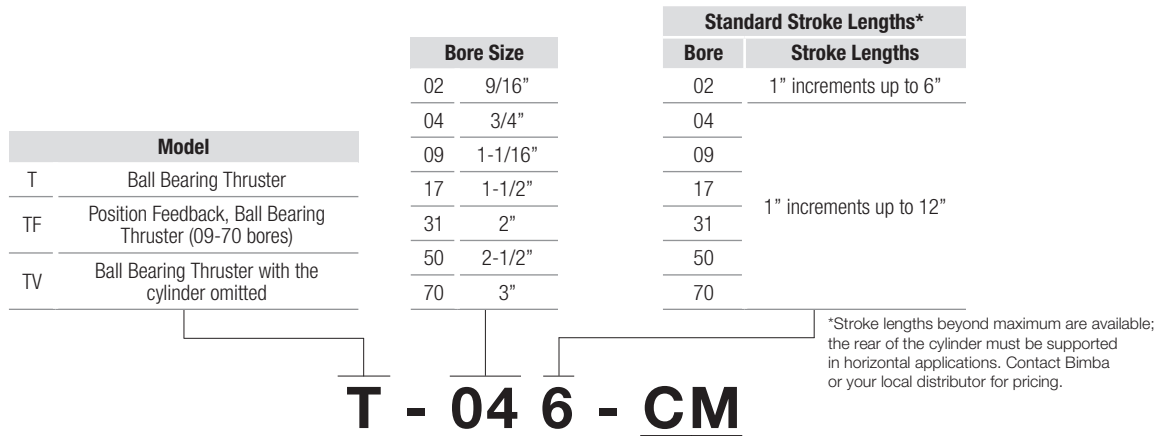 Standard Stroke Lengths*
Bore Size
Bore Stroke Lengths
02 9/16”
02 1” increments up to 6”
04 3/4”
04
Model
09 1-1/16”
09
T Ball Bearing Thruster
17 1-1/2”
17
1” increments up to 12”
TF Position Feedback, Ball Bearing
Thruster (09-70 bores)
31 2”
31
50 2-1/2”
50
TV Ball Bearing Thruster with the
cylinder omitted
70 3”
70
*Stroke lengths beyond maximum are available;
the rear of the cylinder must be supported
in horizontal applications. Contact Bimba
or your local distributor for pricing.
T - 04 6 - CM